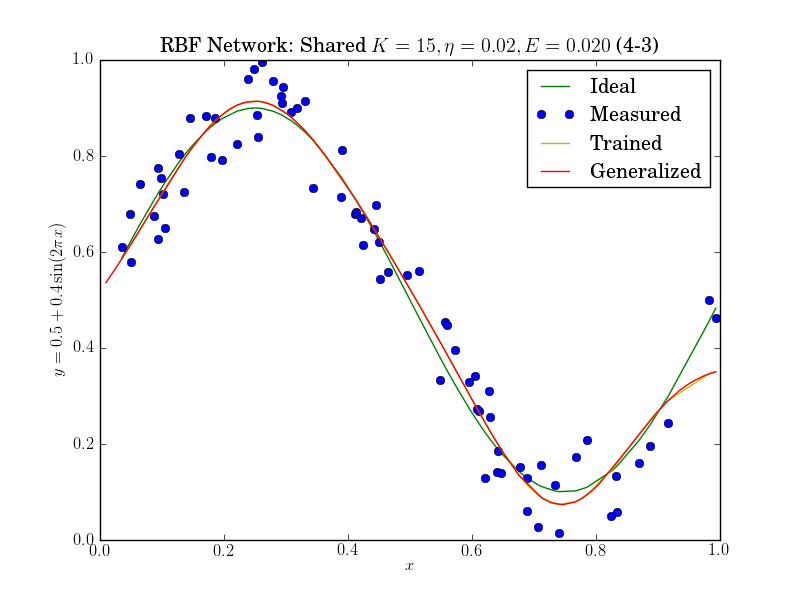 RBF Network: Shared K = 15, η = 0.02, E = 0.020 (4-3)
Ideal
Measured
Trained
Generalized
y = 0.5 + 0.4 sin(2πx)
1.0
0.8
0.6
0.4
0.2
0.0
0.0 0.2 0.4 0.6 0.8 1.0
x